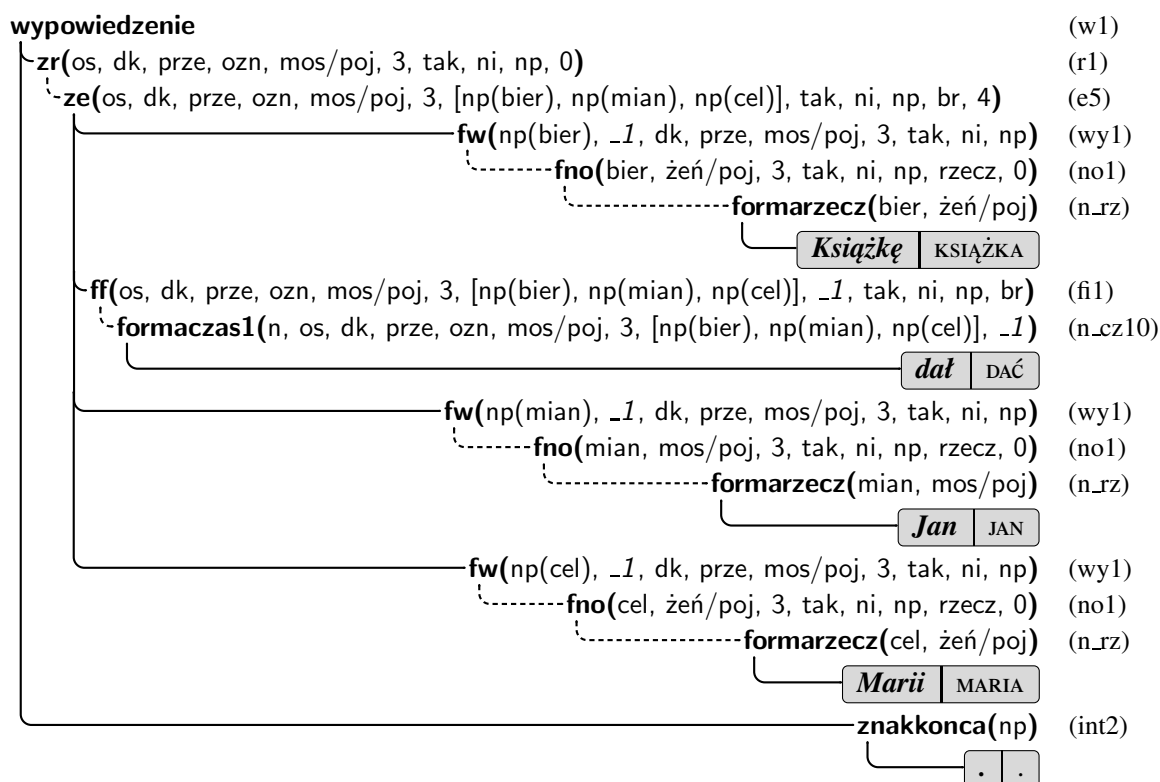 wypowiedzenie (w1)
zr(os, dk, prze, ozn, mos/poj, 3, tak, ni, np, 0) (r1)
ze(os, dk, prze, ozn, mos/poj, 3, [np(bier), np(mian), np(cel)], tak, ni, np, br, 4) (e5)
fw(np(bier), _1, dk, prze, mos/poj, 3, tak, ni, np) (wy1)
fno(bier, żeń/poj, 3, tak, ni, np, rzecz, 0) (no1)
formarzecz(bier, żeń/poj) (n_rz)
Książkę KSIĄŻKA
ff(os, dk, prze, ozn, mos/poj, 3, [np(bier), np(mian), np(cel)], _1, tak, ni, np, br) (fi1)
formaczas1(n, os, dk, prze, ozn, mos/poj, 3, [np(bier), np(mian), np(cel)], _1) (n_cz10)
dał DAĆ
fw(np(mian), _1, dk, prze, mos/poj, 3, tak, ni, np) (wy1)
fno(mian, mos/poj, 3, tak, ni, np, rzecz, 0) (no1)
formarzecz(mian, mos/poj) (n_rz)
Jan JAN
fw(np(cel), _1, dk, prze, mos/poj, 3, tak, ni, np) (wy1)
fno(cel, żeń/poj, 3, tak, ni, np, rzecz, 0) (no1)
formarzecz(cel, żeń/poj) (n_rz)
Marii MARIA
znakkonca(np) (int2)
. .